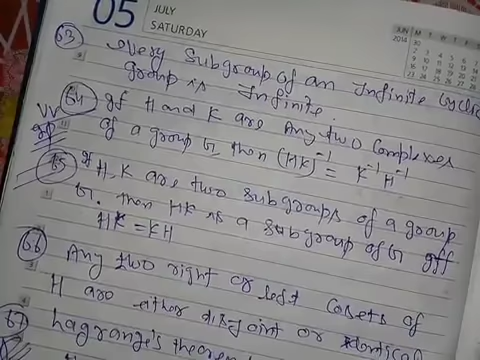 05 JULY
SATURDAY
JUN 2014
63 every Subgroup of an Infinite Cyclic
group is Infinite.
64 If H and K are Any two Complexes
of a group G, then (HK)⁻¹ = K⁻¹ H⁻¹
65 If H, K are two subgroups of a group
G. then HK is a subgroup of G iff
HK = KH
66 Any two right or left Cosets of
H are either disjoint or identical
67 Lagrange's theorem